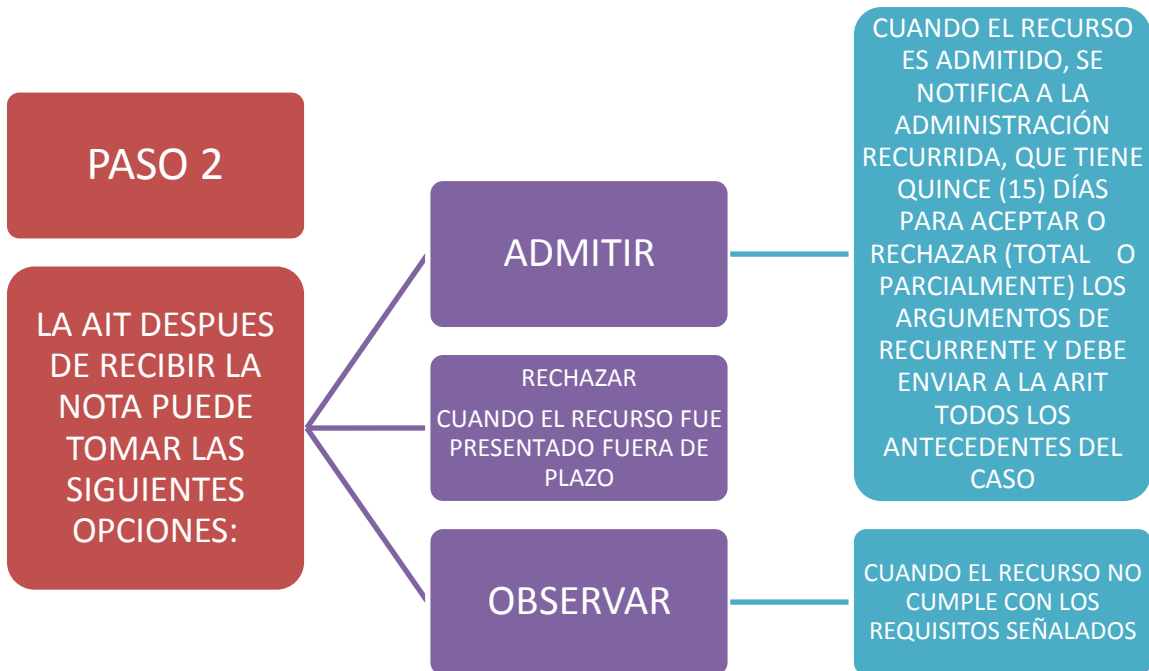 PASO 2
LA AIT DESPUES
DE RECIBIR LA
NOTA PUEDE
TOMAR LAS
SIGUIENTES
OPCIONES:
ADMITIR
CUANDO EL RECURSO
ES ADMITIDO, SE
NOTIFICA A LA
ADMINISTRACIÓN
RECURRIDA, QUE TIENE
QUINCE (15) DÍAS
PARA ACEPTAR O
RECHAZAR (TOTAL O
PARCIALMENTE) LOS
ARGUMENTOS DE
RECURRENTE Y DEBE
ENVIAR A LA ARIT
TODOS LOS
ANTECEDENTES DEL
CASO
RECHAZAR
CUANDO EL RECURSO FUE
PRESENTADO FUERA DE
PLAZO
OBSERVAR
CUANDO EL RECURSO NO
CUMPLE CON LOS
REQUISITOS SEÑALADOS